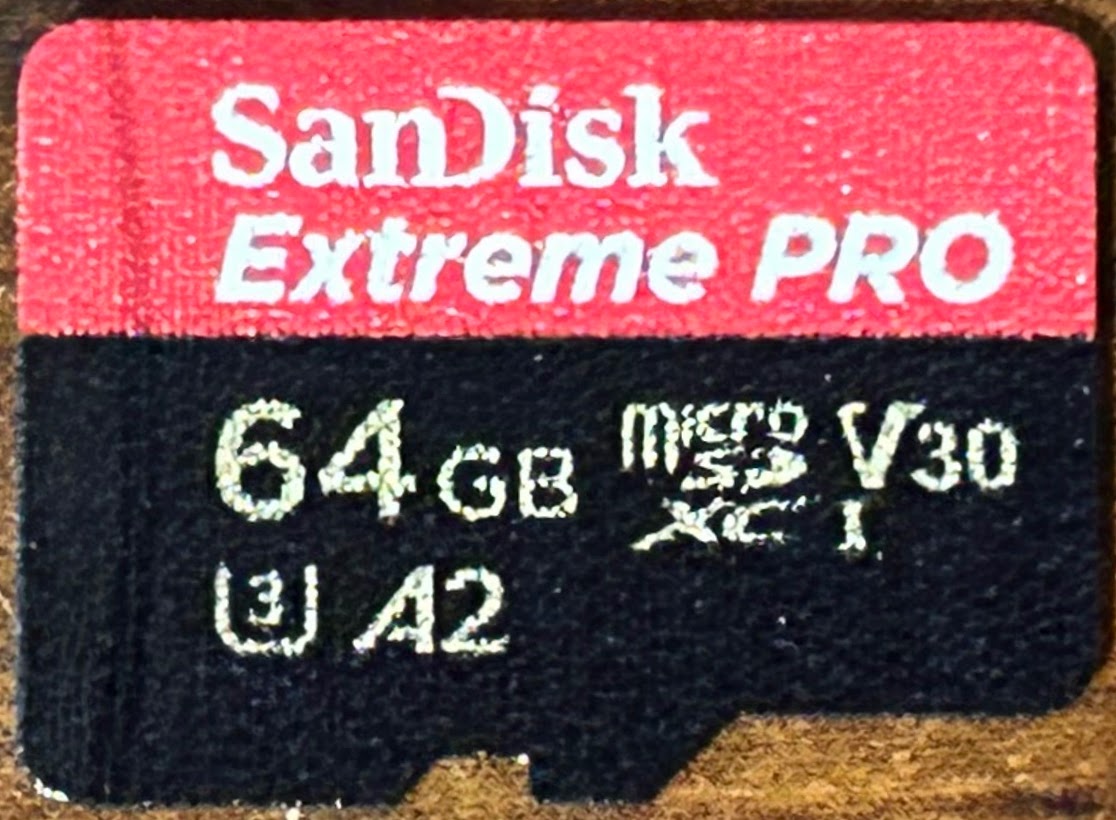 SanDisk
Extreme PRO
64GB micro SD XC I V30
U3 A2